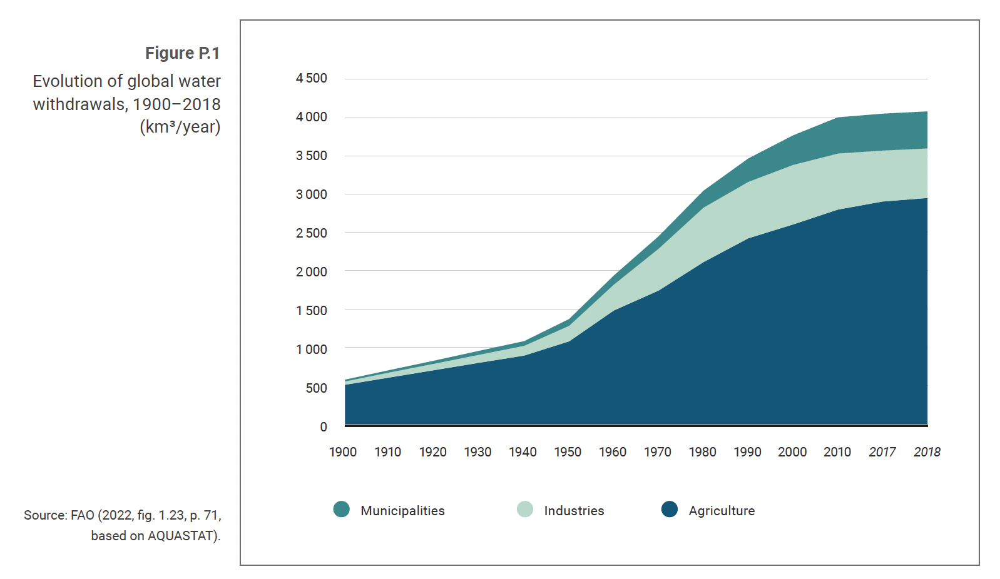 Figure P.1
Evolution of global water
withdrawals, 1900–2018
(km³/year)
4 500
4 000
3 500
3 000
2 500
2 000
1 500
1 000
500
0
1900 1910 1920 1930 1940 1950 1960 1970 1980 1990 2000 2010 2017 2018
Municipalities Industries Agriculture
Source: FAO (2022, fig. 1.23, p. 71,
based on AQUASTAT).